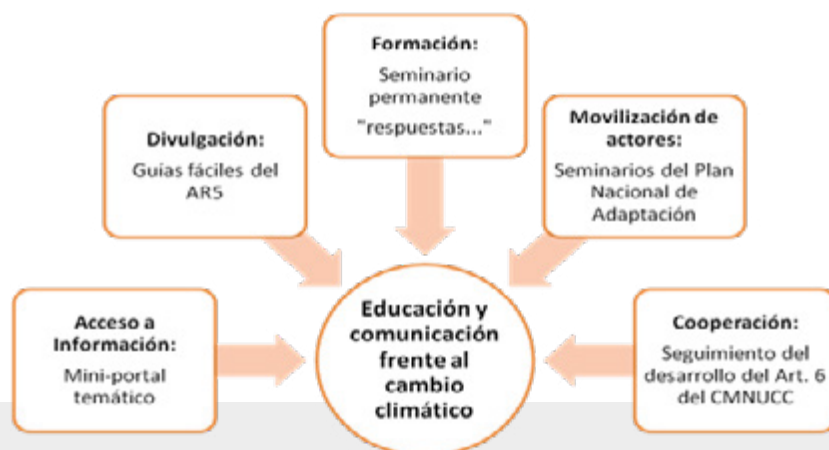 Formación:
Seminario
permanente
"respuestas..."
Divulgación:
Guías fáciles del
AR5
Movilización de
actores:
Seminarios del Plan
Nacional de
Adaptación
Acceso a
Información:
Mini-portal
temático
Educación y
comunicación
frente al
cambio
climático
Cooperación:
Seguimiento del
desarrollo del Art. 6
del CMNUCC